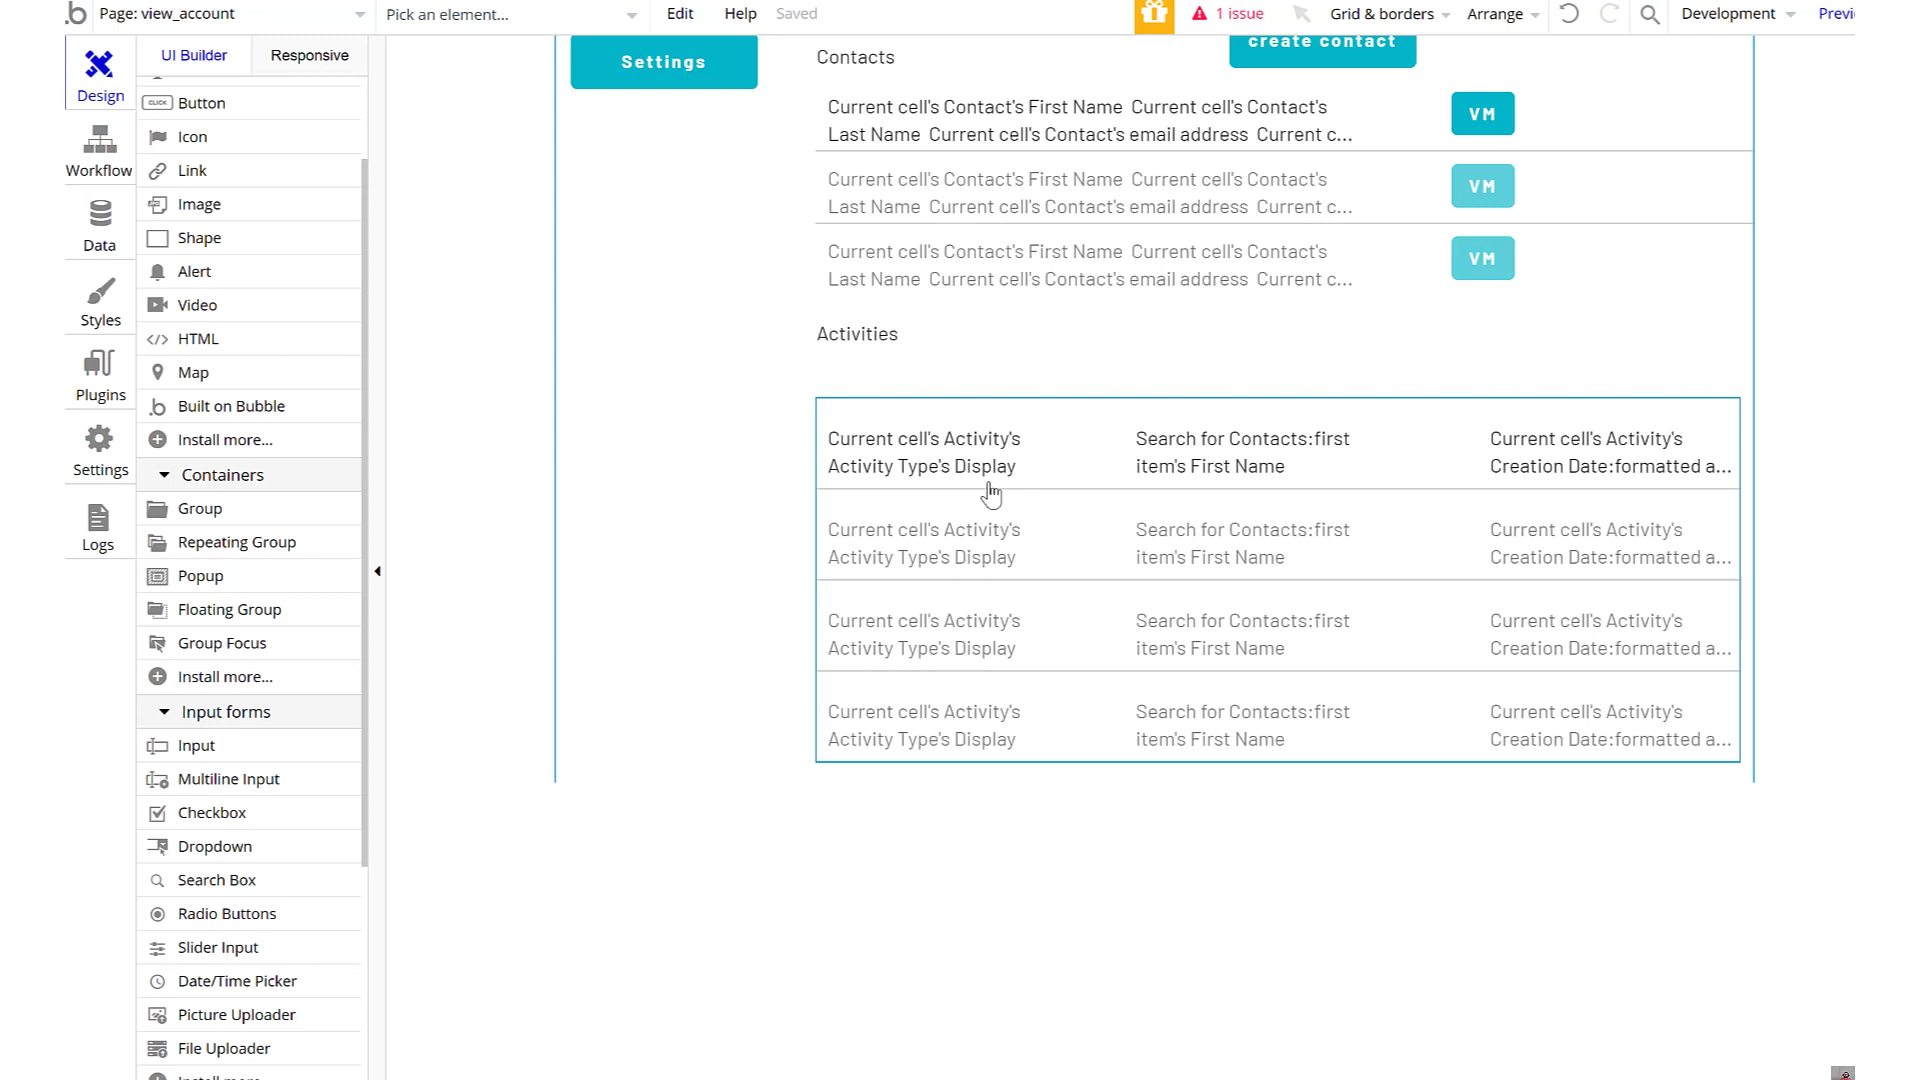 Page: view_account
Pick an element...
Edit
Help
Saved
1 issue
Grid & borders
Arrange
Development
UI Builder
Responsive
Design
Workflow
Data
Styles
Plugins
Settings
Logs
CLICK Button
Icon
Link
Image
Shape
Alert
Video
</> HTML
Map
Built on Bubble
Install more...
Containers
Group
Repeating Group
Popup
Floating Group
Group Focus
Install more...
Input forms
Input
Multiline Input
Checkbox
Dropdown
Search Box
Radio Buttons
Slider Input
Date/Time Picker
Picture Uploader
File Uploader
Settings
Contacts
create contact
Current cell's Contact's First Name Current cell's Contact's
Last Name Current cell's Contact's email address Current c...
VM
Current cell's Contact's First Name Current cell's Contact's
Last Name Current cell's Contact's email address Current c...
VM
Current cell's Contact's First Name Current cell's Contact's
Last Name Current cell's Contact's email address Current c...
VM
Activities
Current cell's Activity's
Activity Type's Display
Search for Contacts:first
item's First Name
Current cell's Activity's
Creation Date:formatted a...
Current cell's Activity's
Activity Type's Display
Search for Contacts:first
item's First Name
Current cell's Activity's
Creation Date:formatted a...
Current cell's Activity's
Activity Type's Display
Search for Contacts:first
item's First Name
Current cell's Activity's
Creation Date:formatted a...
Current cell's Activity's
Activity Type's Display
Search for Contacts:first
item's First Name
Current cell's Activity's
Creation Date:formatted a...